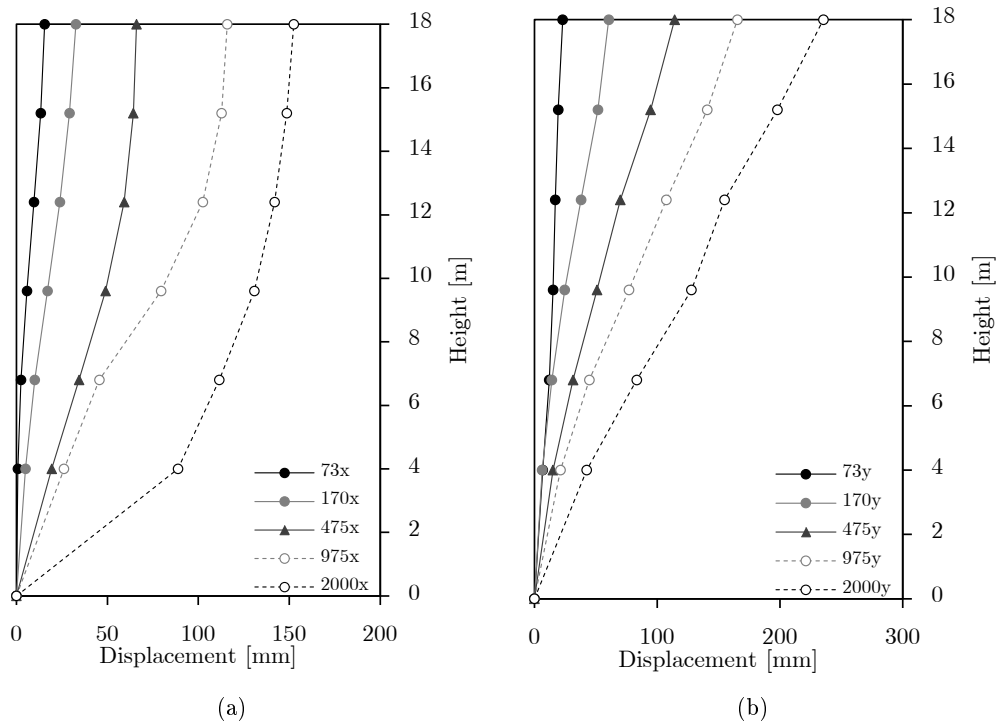 18
16
14
12
10
8
6
4
2
0
Height [m]
73x
170x
475x
975x
2000x
0 50 100 150 200
Displacement [mm]
(a)
18
16
14
12
10
8
6
4
2
0
Height [m]
73y
170y
475y
975y
2000y
0 100 200 300
Displacement [mm]
(b)